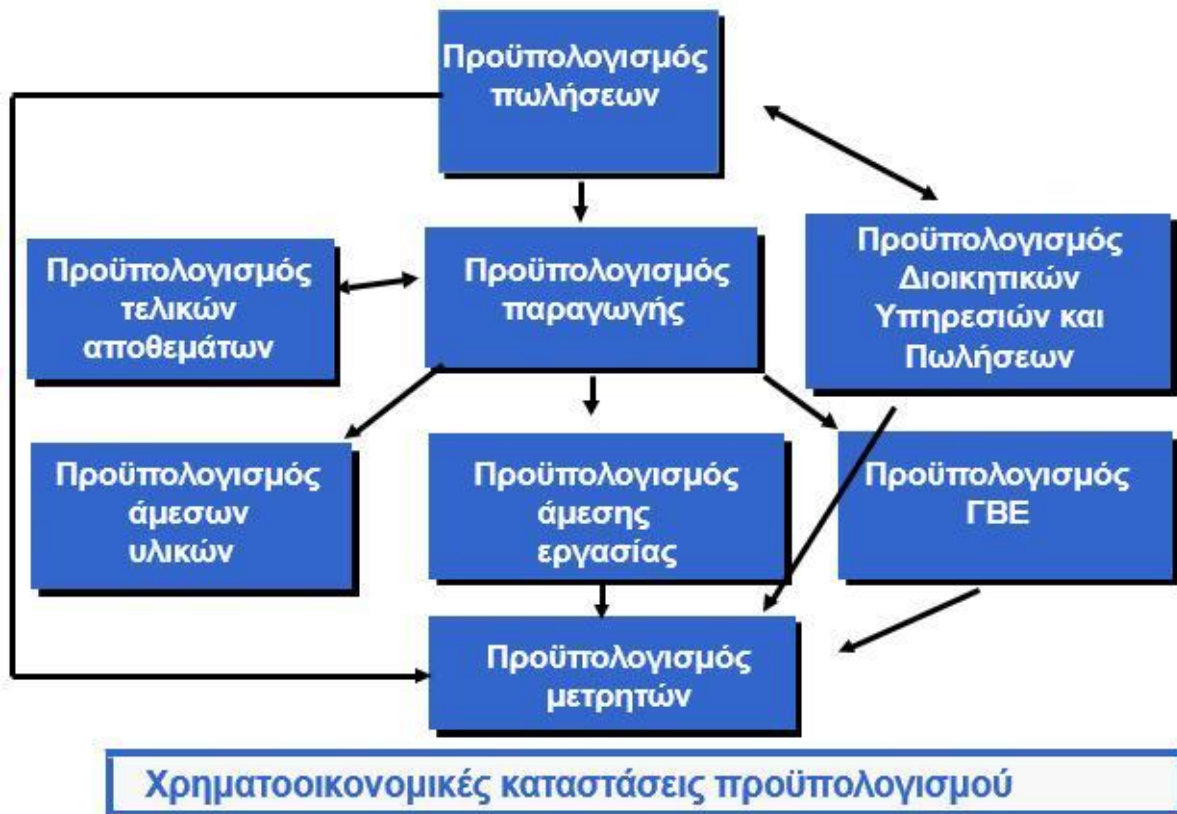 Προϋπολογισμός
πωλήσεων
Προϋπολογισμός
τελικών
αποθεμάτων
Προϋπολογισμός
παραγωγής
Προϋπολογισμός
Διοικητικών
Υπηρεσιών και
Πωλήσεων
Προϋπολογισμός
άμεσων
υλικών
Προϋπολογισμός
άμεσης
εργασίας
Προϋπολογισμός
ΓΒΕ
Προϋπολογισμός
μετρητών
Χρηματοοικονομικές καταστάσεις προϋπολογισμού